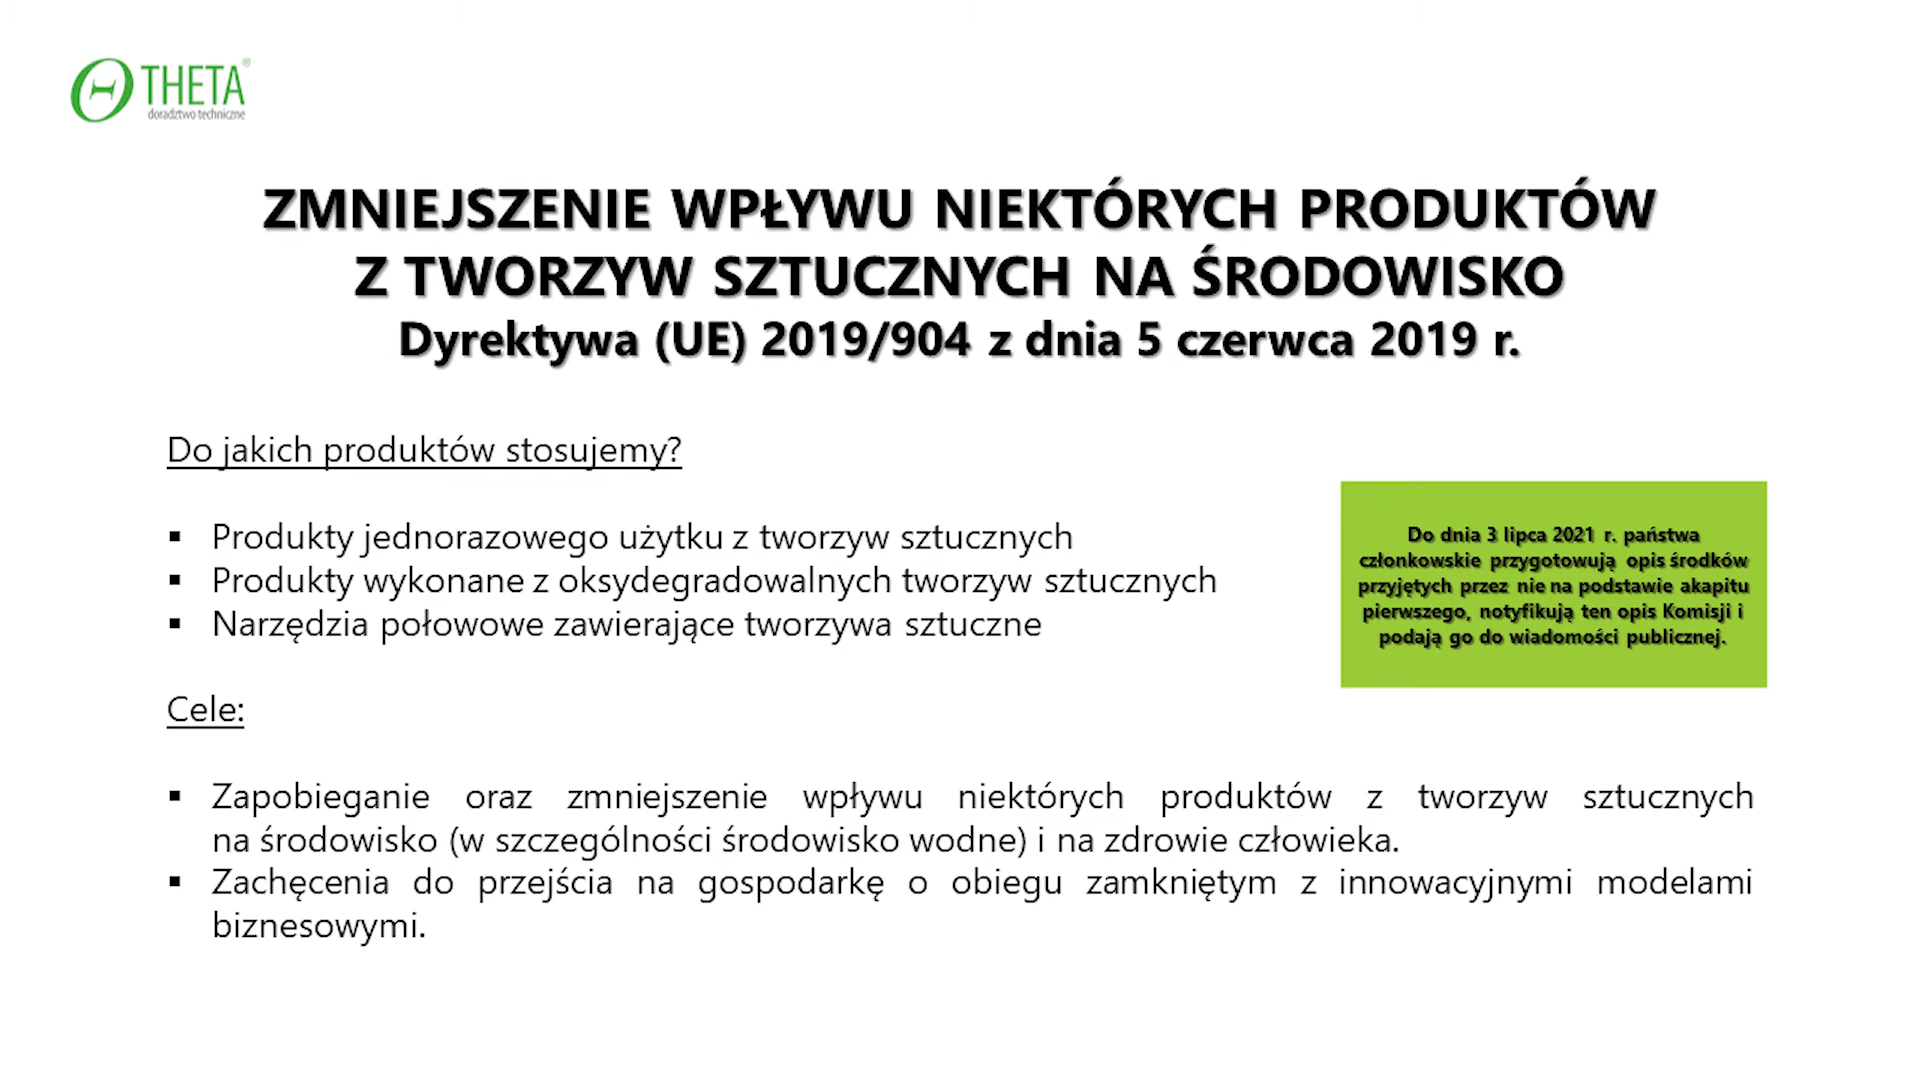 THETA®
doradztwo techniczne
ZMNIEJSZENIE WPŁYWU NIEKTÓRYCH PRODUKTÓW
Z TWORZYW SZTUCZNYCH NA ŚRODOWISKO
Dyrektywa (UE) 2019/904 z dnia 5 czerwca 2019 r.
Do jakich produktów stosujemy?
▪ Produkty jednorazowego użytku z tworzyw sztucznych
▪ Produkty wykonane z oksydegradowalnych tworzyw sztucznych
▪ Narzędzia połowowe zawierające tworzywa sztuczne
Do dnia 3 lipca 2021 r. państwa
członkowskie przygotowują opis środków
przyjętych przez nie na podstawie akapitu
pierwszego, notyfikują ten opis Komisji i
podają go do wiadomości publicznej.
Cele:
▪ Zapobieganie oraz zmniejszenie wpływu niektórych produktów z tworzyw sztucznych
na środowisko (w szczególności środowisko wodne) i na zdrowie człowieka.
▪ Zachęcenia do przejścia na gospodarkę o obiegu zamkniętym z innowacyjnymi modelami
biznesowymi.